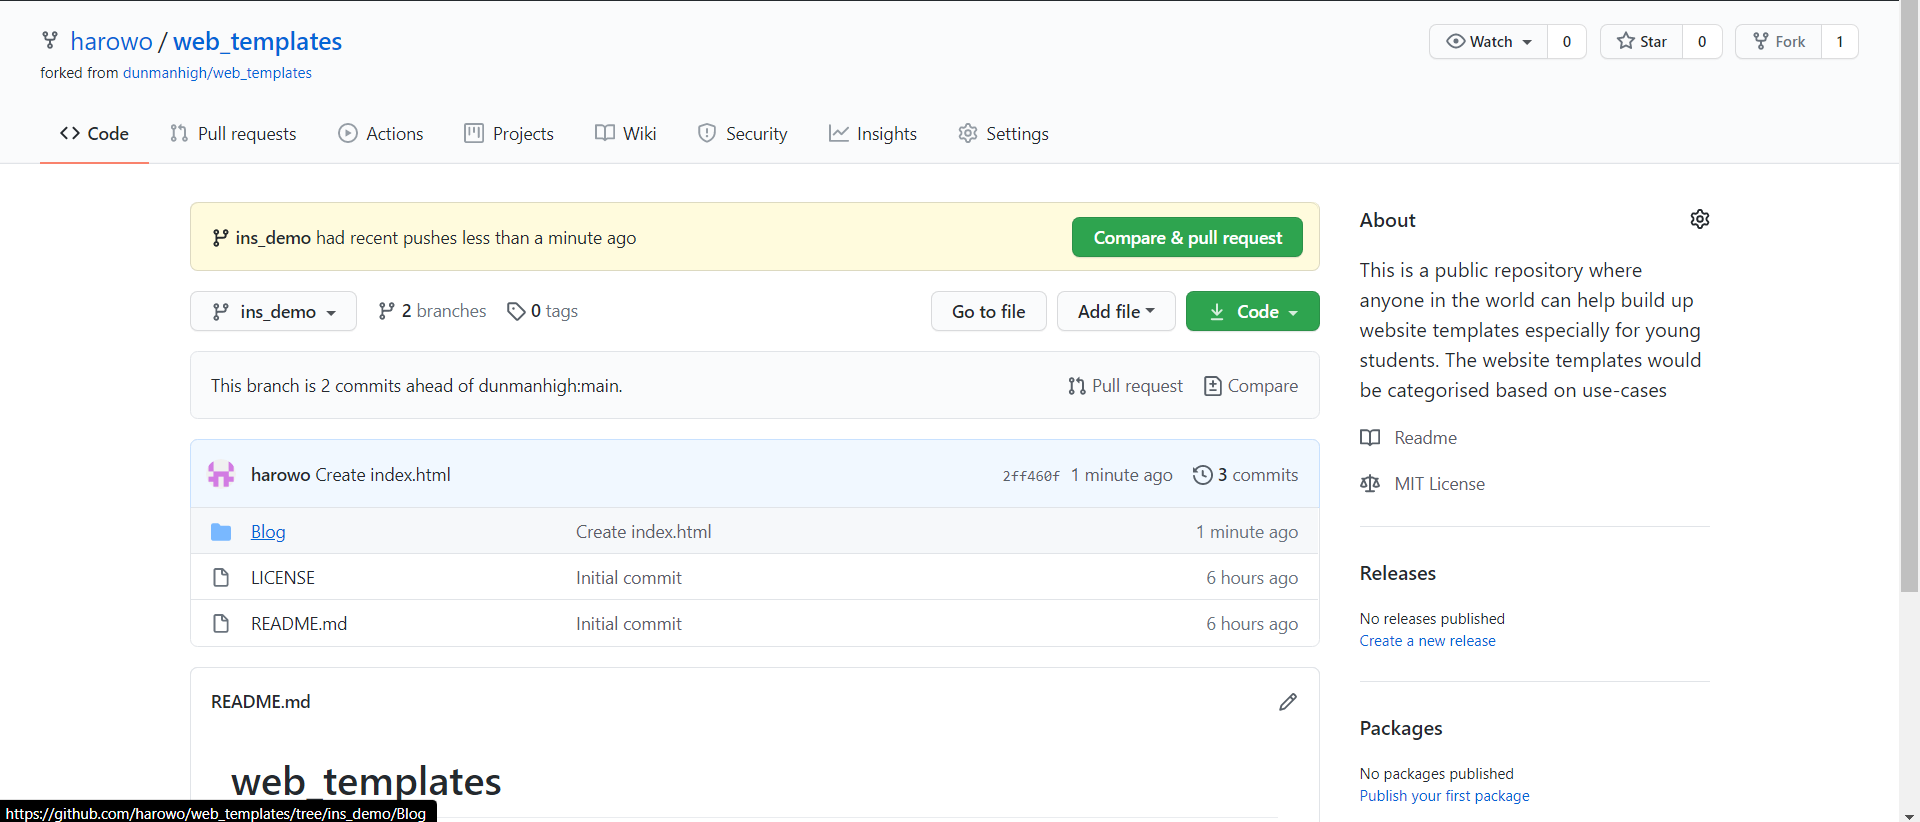 harowo / web_templates
Watch 0 Star 0 Fork 1
forked from dunmanhigh/web_templates
Code Pull requests Actions Projects Wiki Security Insights Settings
ins_demo had recent pushes less than a minute ago Compare & pull request
ins_demo 2 branches 0 tags Go to file Add file Code
This branch is 2 commits ahead of dunmanhigh:main. Pull request Compare
harowo Create index.html 2ff460f 1 minute ago 3 commits
Blog Create index.html 1 minute ago
LICENSE Initial commit 6 hours ago
README.md Initial commit 6 hours ago
README.md
web_templates
About
This is a public repository where
anyone in the world can help build up
website templates especially for young
students. The website templates would
be categorised based on use-cases
Readme
MIT License
Releases
No releases published
Create a new release
Packages
No packages published
Publish your first package
https://github.com/harowo/web_templates/tree/ins_demo/Blog